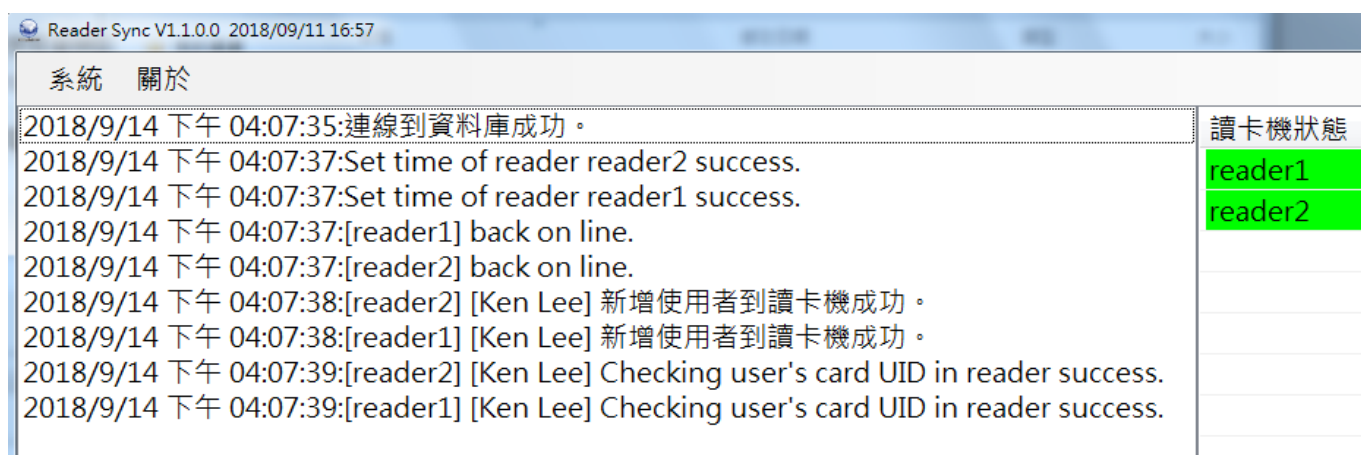 Reader Sync V1.1.0.0 2018/09/11 16:57
系統 關於
2018/9/14 下午 04:07:35:連線到資料庫成功。
2018/9/14 下午 04:07:37:Set time of reader reader2 success.
2018/9/14 下午 04:07:37:Set time of reader reader1 success.
2018/9/14 下午 04:07:37:[reader1] back on line.
2018/9/14 下午 04:07:37:[reader2] back on line.
2018/9/14 下午 04:07:38:[reader2] [Ken Lee] 新增使用者到讀卡機成功。
2018/9/14 下午 04:07:38:[reader1] [Ken Lee] 新增使用者到讀卡機成功。
2018/9/14 下午 04:07:39:[reader2] [Ken Lee] Checking user's card UID in reader success.
2018/9/14 下午 04:07:39:[reader1] [Ken Lee] Checking user's card UID in reader success.
讀卡機狀態
reader1
reader2